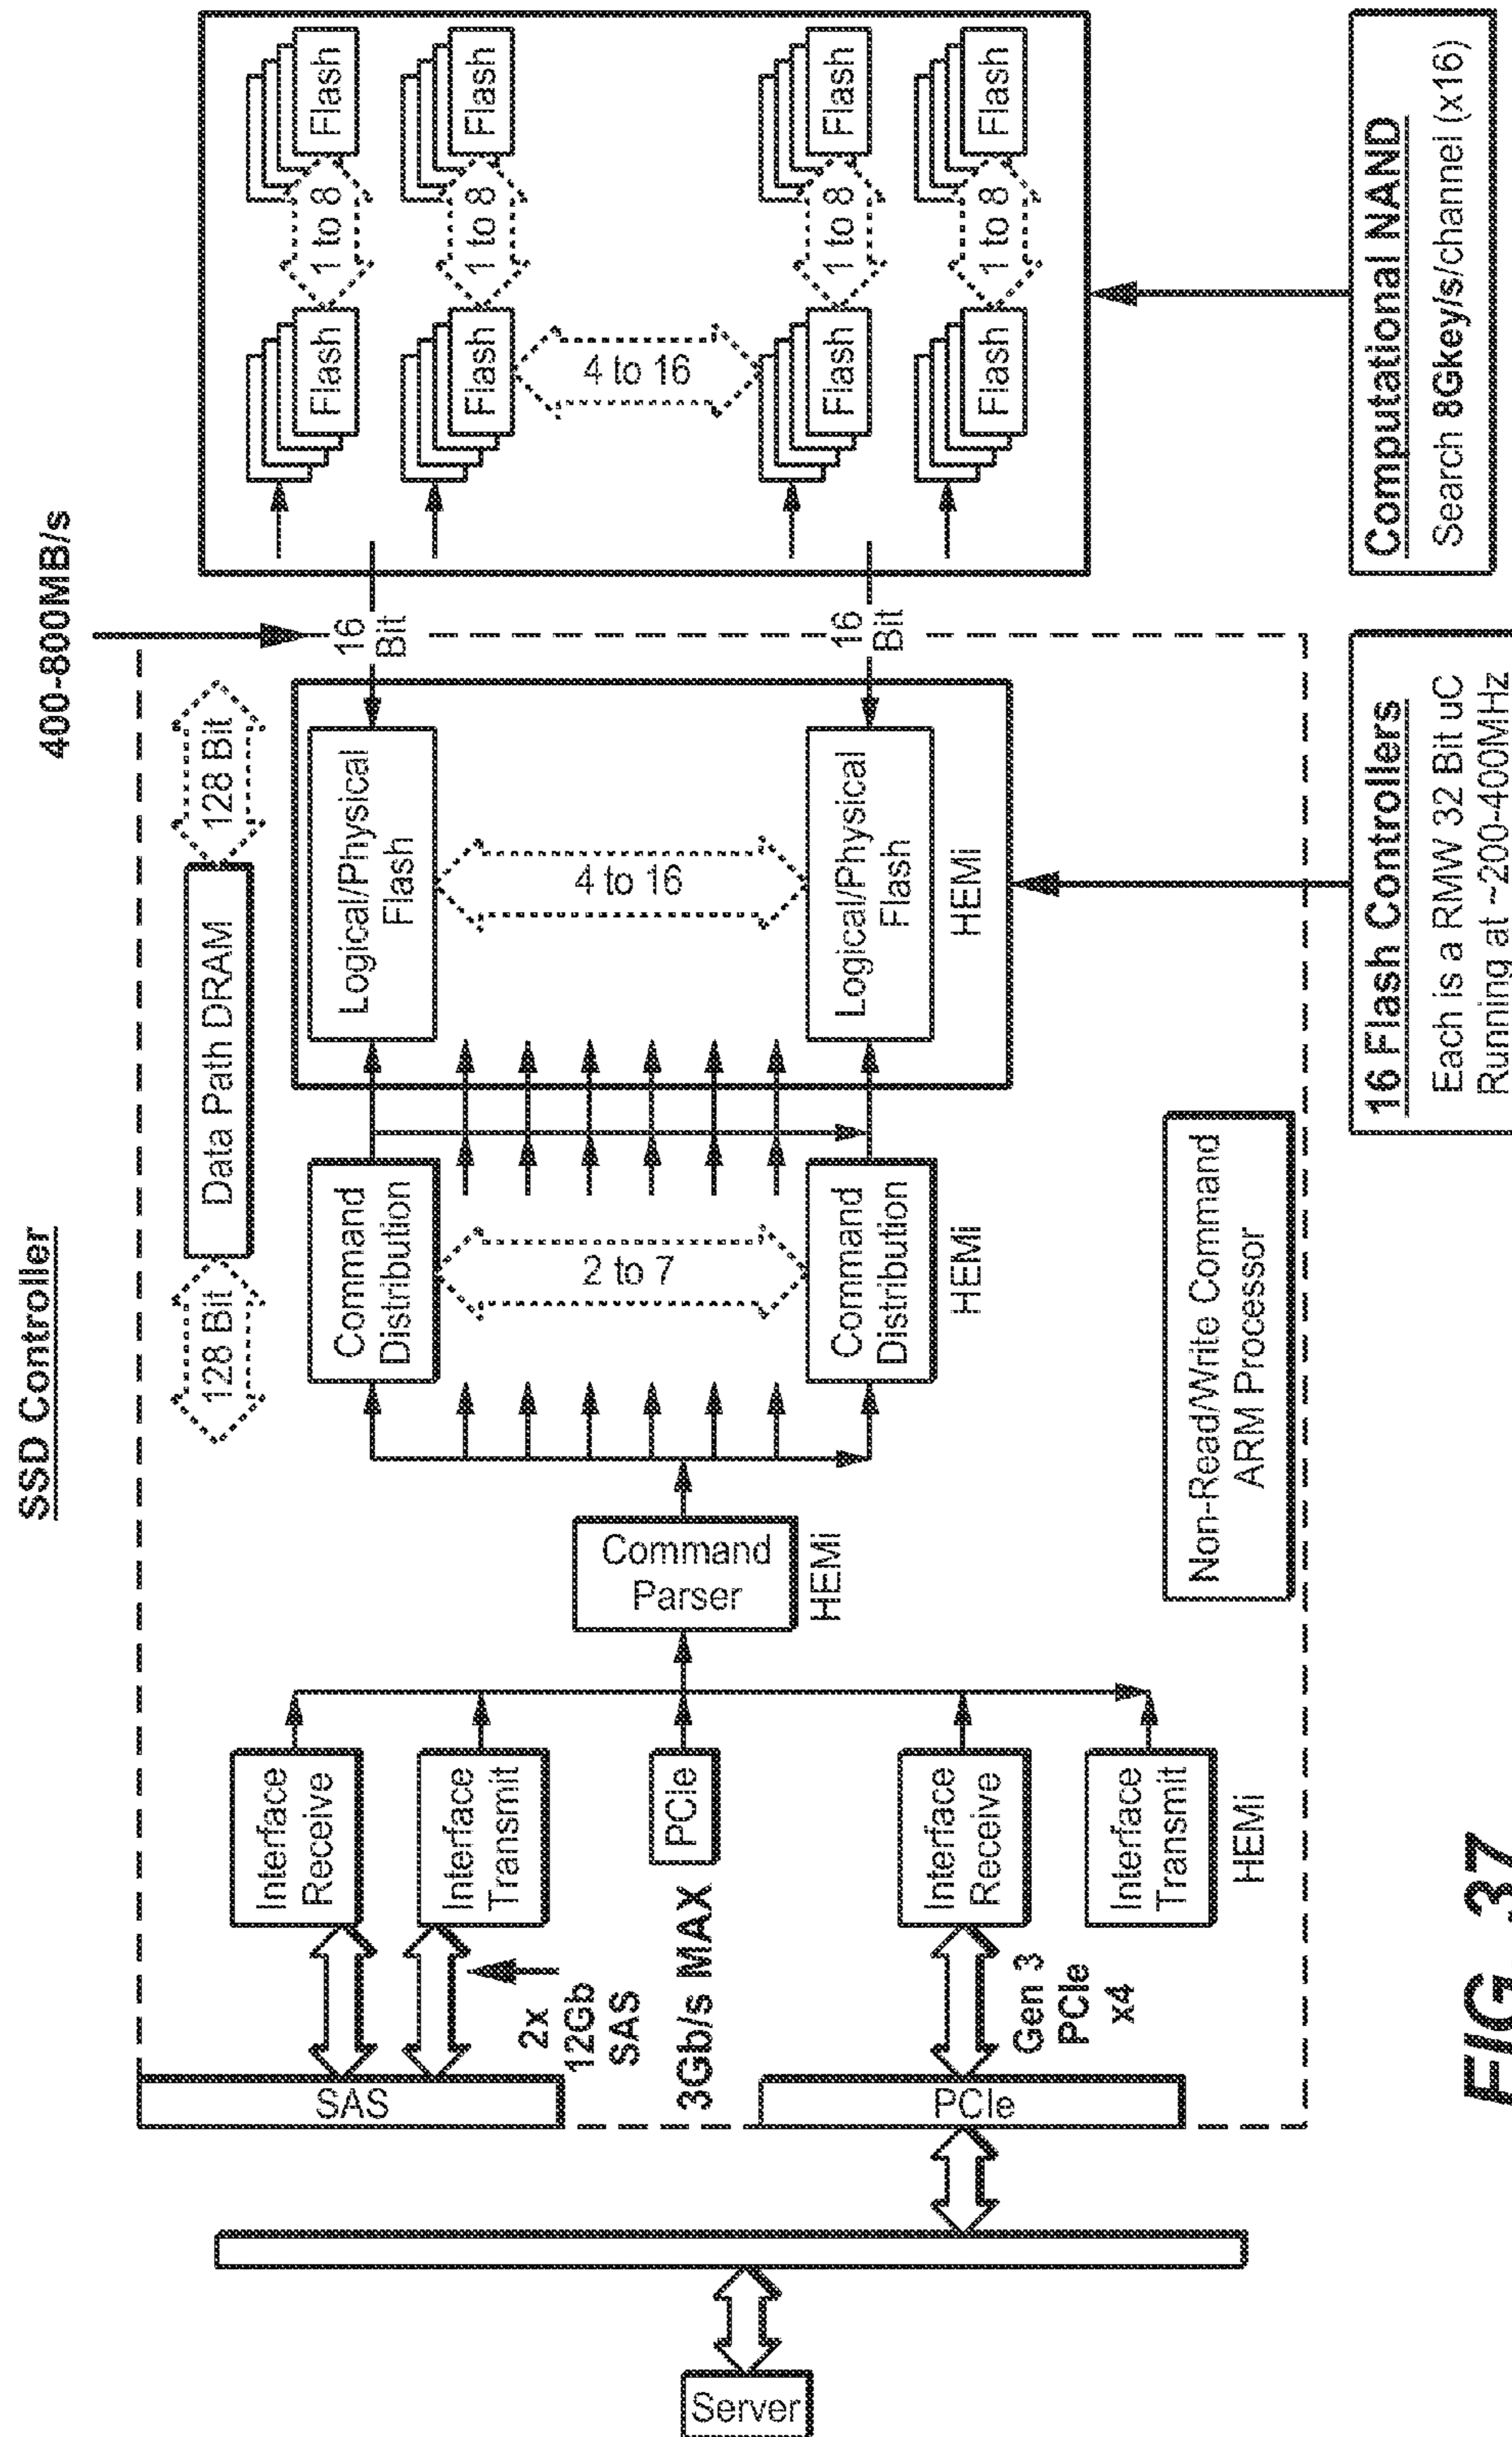 SSD Controller
400-800MB/s
128 Bit
Data Path DRAM
128 Bit
Server
SAS
2x
12Gb
SAS
3Gb/s MAX
PCIe
Gen 3
PCIe
x4
Interface
Receive
Interface
Transmit
PCIe
Interface
Receive
Interface
Transmit
HEMi
Command
Parser
HEMi
Command
Distribution
2 to 7
Command
Distribution
HEMi
Non-Read/Write Command
ARM Processor
Logical/Physical
Flash
4 to 16
Logical/Physical
Flash
HEMi
16
Bit
16
Bit
Flash
1 to 8
Flash
Flash
1 to 8
Flash
4 to 16
Flash
1 to 8
Flash
Flash
1 to 8
Flash
16 Flash Controllers
Each is a RMW 32 Bit uC
Running at ~200-400MHz
Computational NAND
Search 8Gkey/s/channel (x16)
FIG. 37